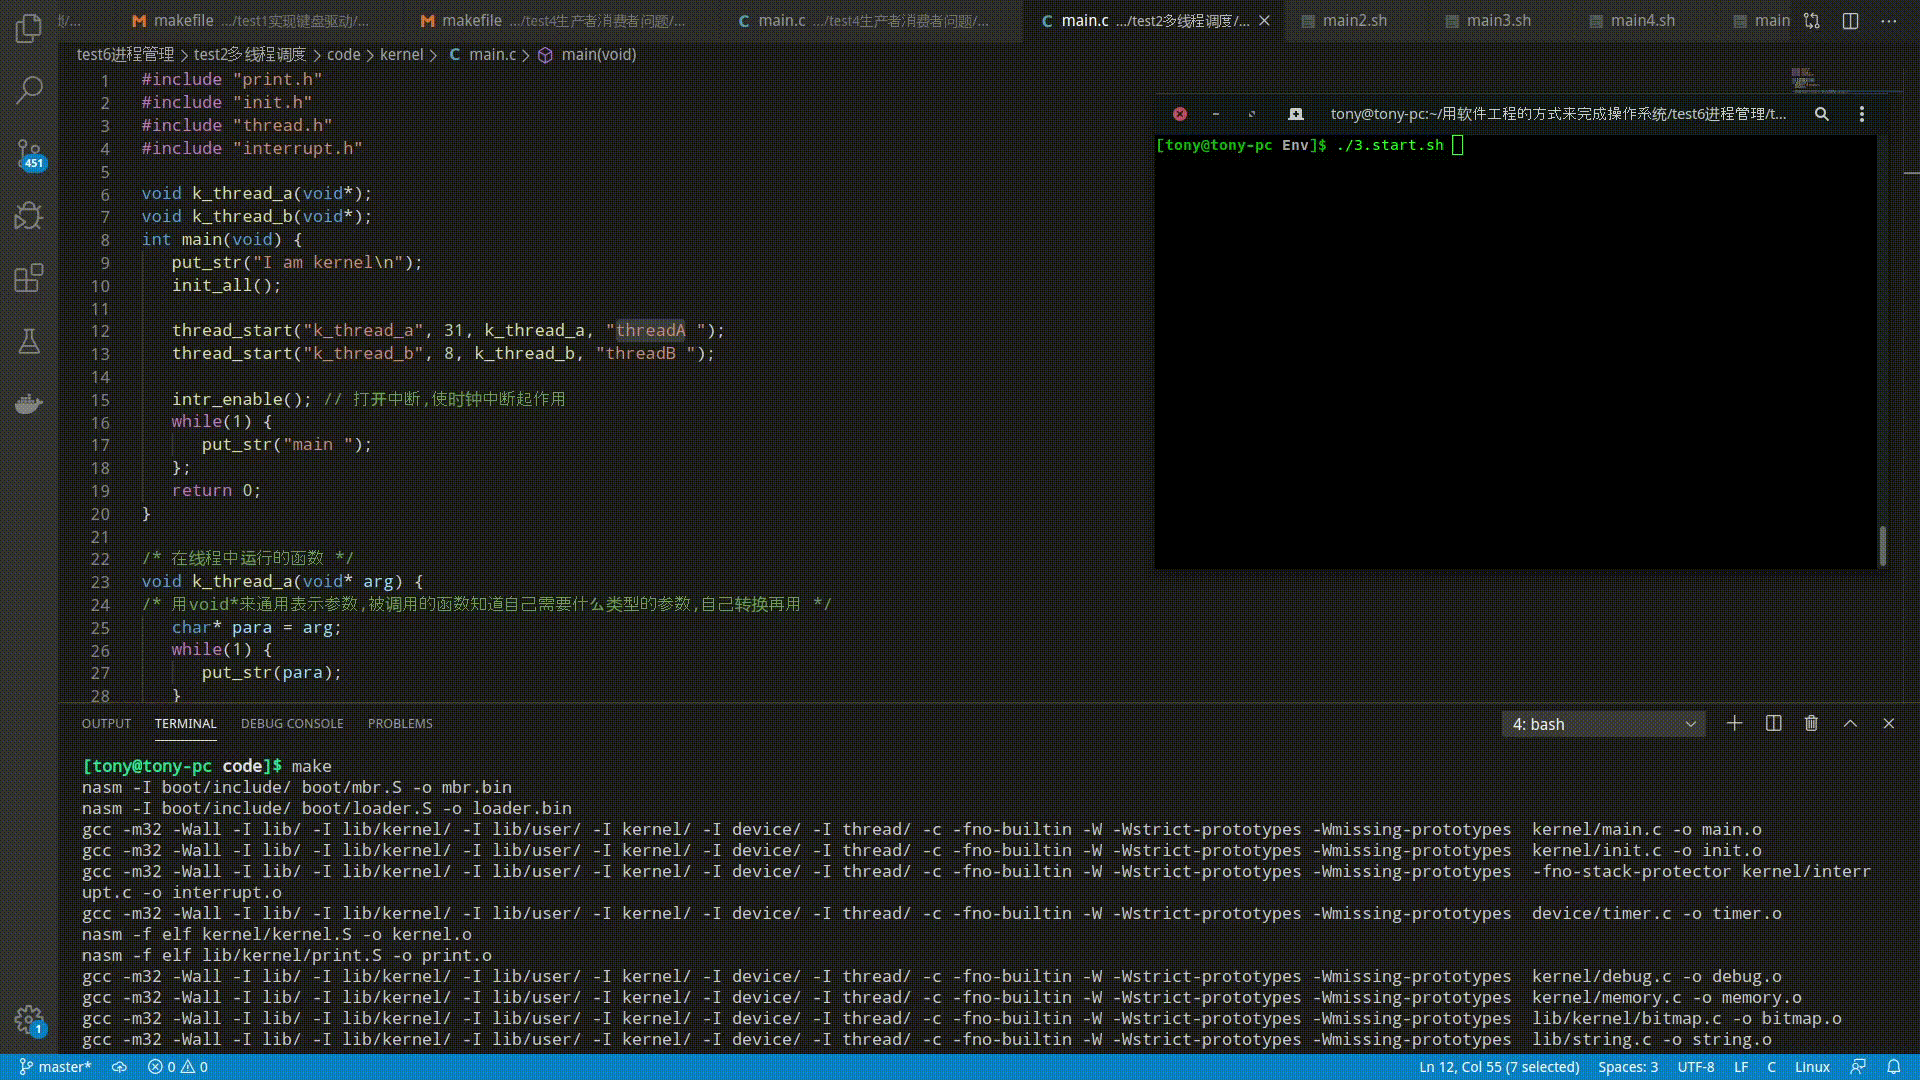 makefile .../test1实现键盘驱动/...
makefile .../test4生产者消费者问题/...
main.c .../test4生产者消费者问题/...
main.c .../test2多线程调度/...
main2.sh
main3.sh
main4.sh
main
test6进程管理 > test2多线程调度 > code > kernel > C main.c > main(void)
1 #include "print.h"
2 #include "init.h"
3 #include "thread.h"
4 #include "interrupt.h"
5
6 void k_thread_a(void*);
7 void k_thread_b(void*);
8 int main(void) {
9 put_str("I am kernel\n");
10 init_all();
11
12 thread_start("k_thread_a", 31, k_thread_a, "threadA ");
13 thread_start("k_thread_b", 8, k_thread_b, "threadB ");
14
15 intr_enable(); // 打开中断,使时钟中断起作用
16 while(1) {
17 put_str("main ");
18 };
19 return 0;
20 }
21
22 /* 在线程中运行的函数 */
23 void k_thread_a(void* arg) {
24 /* 用void*来通用表示参数,被调用的函数知道自己需要什么类型的参数,自己转换再用 */
25 char* para = arg;
26 while(1) {
27 put_str(para);
28 }
451
1
tony@tony-pc:~/用软件工程的方式来完成操作系统/test6进程管理/t...
[tony@tony-pc Env]$ ./3.start.sh
OUTPUT TERMINAL DEBUG CONSOLE PROBLEMS
4: bash
[tony@tony-pc code]$ make
nasm -I boot/include/ boot/mbr.S -o mbr.bin
nasm -I boot/include/ boot/loader.S -o loader.bin
gcc -m32 -Wall -I lib/ -I lib/kernel/ -I lib/user/ -I kernel/ -I device/ -I thread/ -c -fno-builtin -W -Wstrict-prototypes -Wmissing-prototypes  kernel/main.c -o main.o
gcc -m32 -Wall -I lib/ -I lib/kernel/ -I lib/user/ -I kernel/ -I device/ -I thread/ -c -fno-builtin -W -Wstrict-prototypes -Wmissing-prototypes  kernel/init.c -o init.o
gcc -m32 -Wall -I lib/ -I lib/kernel/ -I lib/user/ -I kernel/ -I device/ -I thread/ -c -fno-builtin -W -Wstrict-prototypes -Wmissing-prototypes  -fno-stack-protector kernel/interr
upt.c -o interrupt.o
gcc -m32 -Wall -I lib/ -I lib/kernel/ -I lib/user/ -I kernel/ -I device/ -I thread/ -c -fno-builtin -W -Wstrict-prototypes -Wmissing-prototypes  device/timer.c -o timer.o
nasm -f elf kernel/kernel.S -o kernel.o
nasm -f elf lib/kernel/print.S -o print.o
gcc -m32 -Wall -I lib/ -I lib/kernel/ -I lib/user/ -I kernel/ -I device/ -I thread/ -c -fno-builtin -W -Wstrict-prototypes -Wmissing-prototypes  kernel/debug.c -o debug.o
gcc -m32 -Wall -I lib/ -I lib/kernel/ -I lib/user/ -I kernel/ -I device/ -I thread/ -c -fno-builtin -W -Wstrict-prototypes -Wmissing-prototypes  kernel/memory.c -o memory.o
gcc -m32 -Wall -I lib/ -I lib/kernel/ -I lib/user/ -I kernel/ -I device/ -I thread/ -c -fno-builtin -W -Wstrict-prototypes -Wmissing-prototypes  lib/kernel/bitmap.c -o bitmap.o
gcc -m32 -Wall -I lib/ -I lib/kernel/ -I lib/user/ -I kernel/ -I device/ -I thread/ -c -fno-builtin -W -Wstrict-prototypes -Wmissing-prototypes  lib/string.c -o string.o
master* 0 0 Ln 12, Col 55 (7 selected) Spaces: 3 UTF-8 LF C Linux